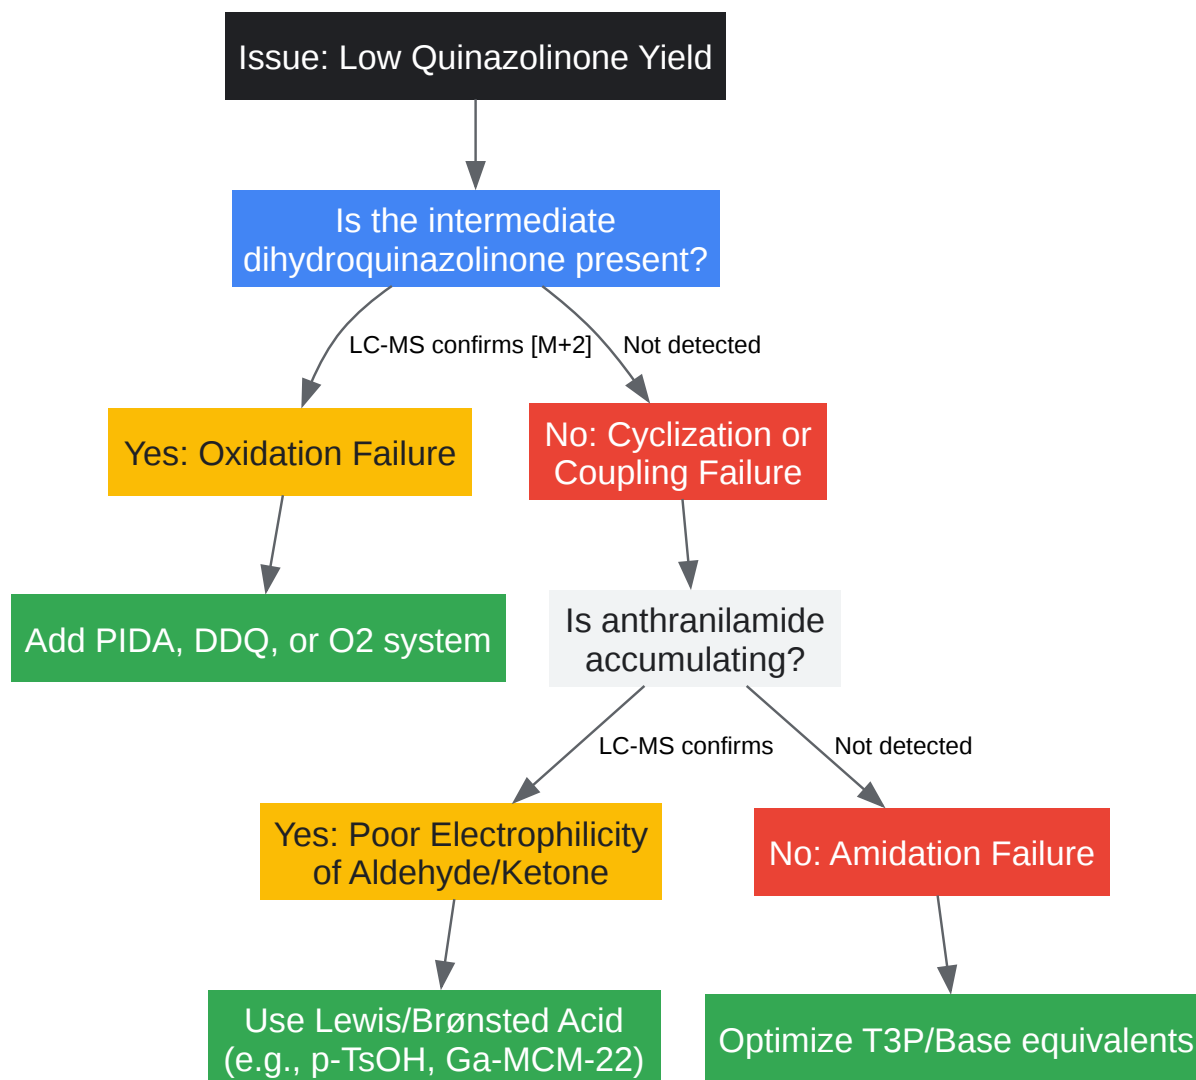 Issue: Low Quinazolinone Yield
Is the intermediate
dihydroquinazolinone present?
LC-MS confirms [M+2]
Not detected
Yes: Oxidation Failure
No: Cyclization or
Coupling Failure
Add PIDA, DDQ, or O2 system
Is anthranilamide
accumulating?
LC-MS confirms
Not detected
Yes: Poor Electrophilicity
of Aldehyde/Ketone
No: Amidation Failure
Use Lewis/Brønsted Acid
(e.g., p-TsOH, Ga-MCM-22)
Optimize T3P/Base equivalents